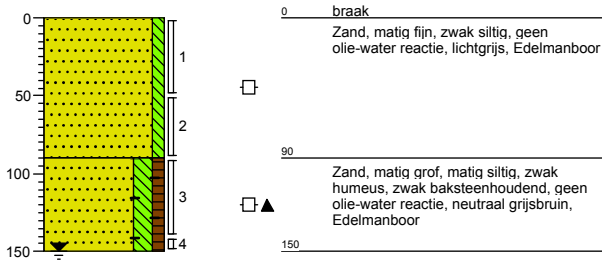 0
50
100
150
1
2
3
4
0
braak
Zand, matig fijn, zwak siltig, geen
olie-water reactie, lichtgrijs, Edelmanboor
90
Zand, matig grof, matig siltig, zwak
humeus, zwak baksteenhoudend, geen
olie-water reactie, neutraal grijsbruin,
Edelmanboor
150